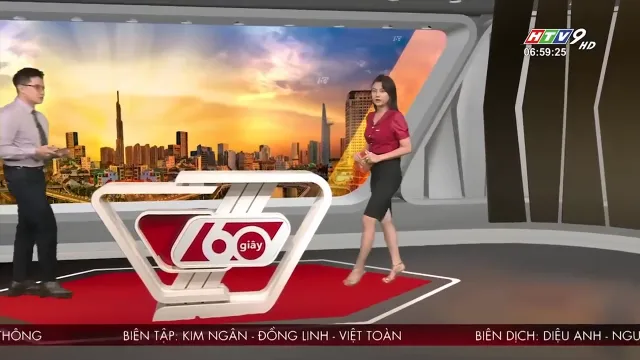 HTV9 HD
06:59:25
60 giây
THÔNG BIÊN TẬP: KIM NGÂN - ĐỒNG LINH - VIỆT TOÀN BIÊN DỊCH: DIỆU ANH - NGU